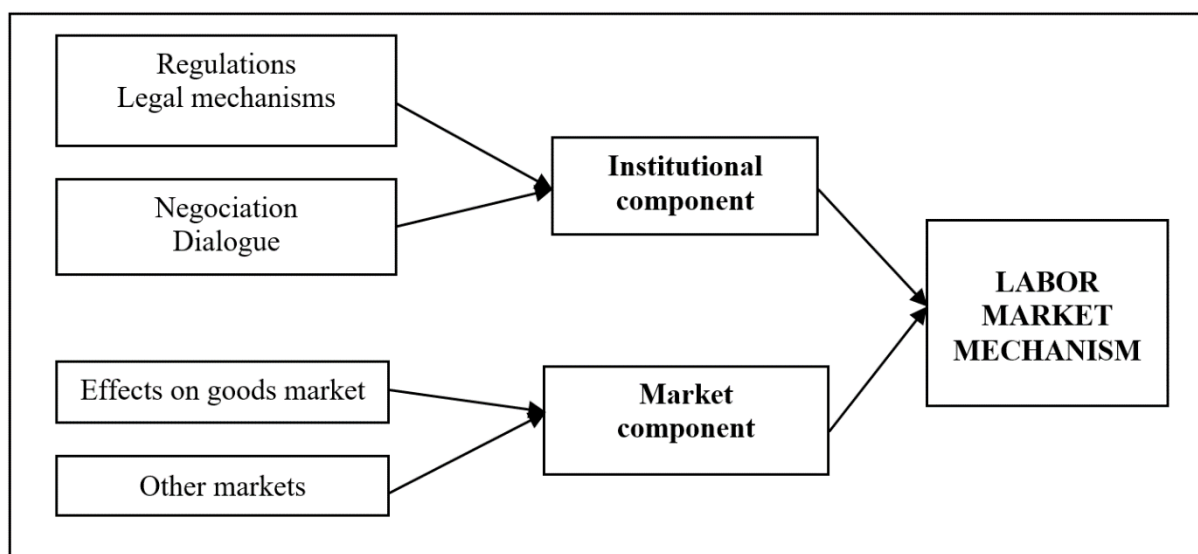 Regulations
Legal mechanisms
Negociation
Dialogue
Effects on goods market
Other markets
Institutional
component
Market
component
LABOR
MARKET
MECHANISM